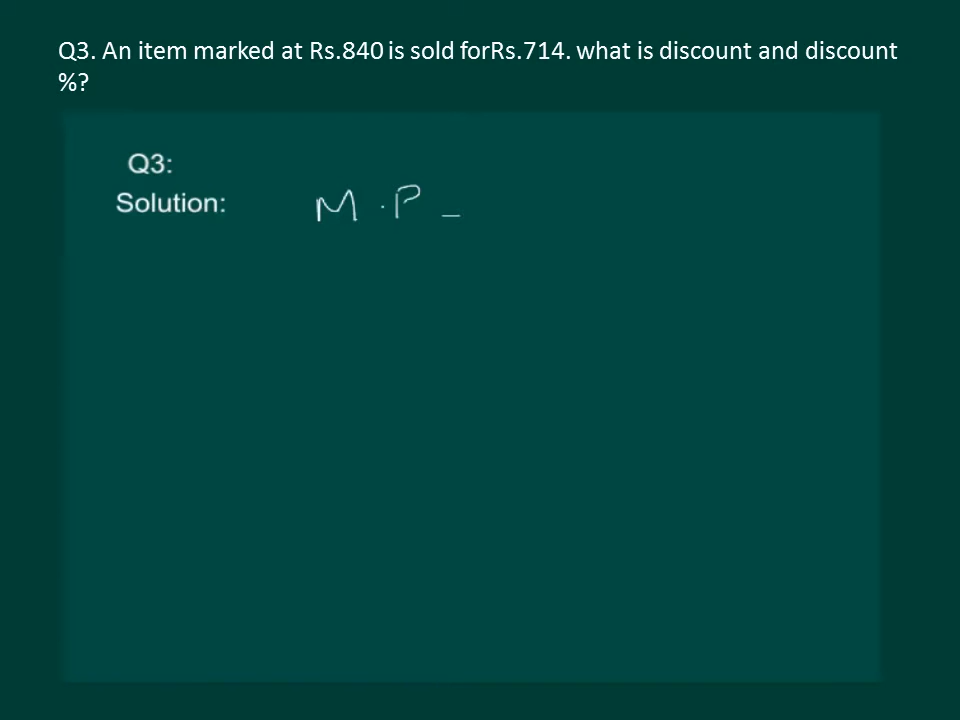 Q3. An item marked at Rs.840 is sold forRs.714. what is discount and discount
%?
Q3:
Solution: M.P -